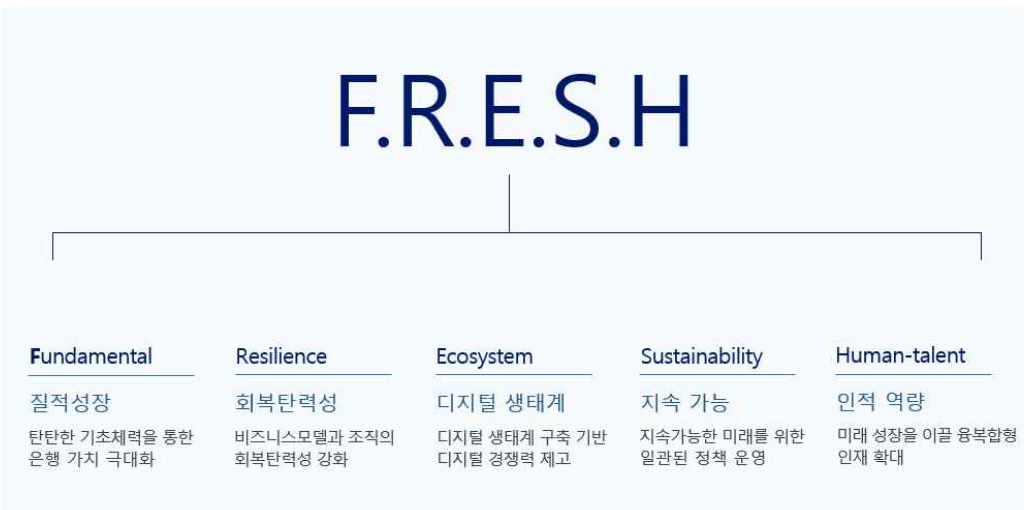 F.R.E.S.H
Fundamental
질적성장
탄탄한 기초체력을 통한
은행 가치 극대화
Resilience
회복탄력성
비즈니스모델과 조직의
회복탄력성 강화
Ecosystem
디지털 생태계
디지털 생태계 구축 기반
디지털 경쟁력 제고
Sustainability
지속 가능
지속가능한 미래를 위한
일관된 정책 운영
Human-talent
인적 역량
미래 성장을 이끌 융복합형
인재 확대